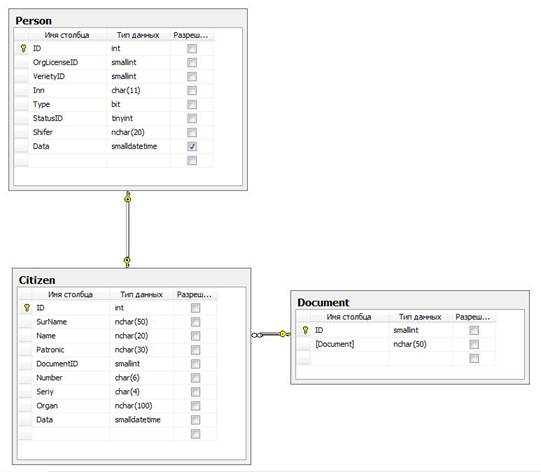 Person
Имя столбца Тип данных Разреш...
ID int
OrgLicenseID smallint
VerietyID smallint
Inn char(11)
Type bit
StatusID tinyint
Shifer nchar(20)
Data smalldatetime
Citizen
Имя столбца Тип данных Разреш...
ID int
SurName nchar(50)
Name nchar(20)
Patronic nchar(30)
DocumentID smallint
Number char(6)
Seriy char(4)
Organ nchar(100)
Data smalldatetime
Document
Имя столбца Тип данных Разреш...
ID smallint
[Document] nchar(50)